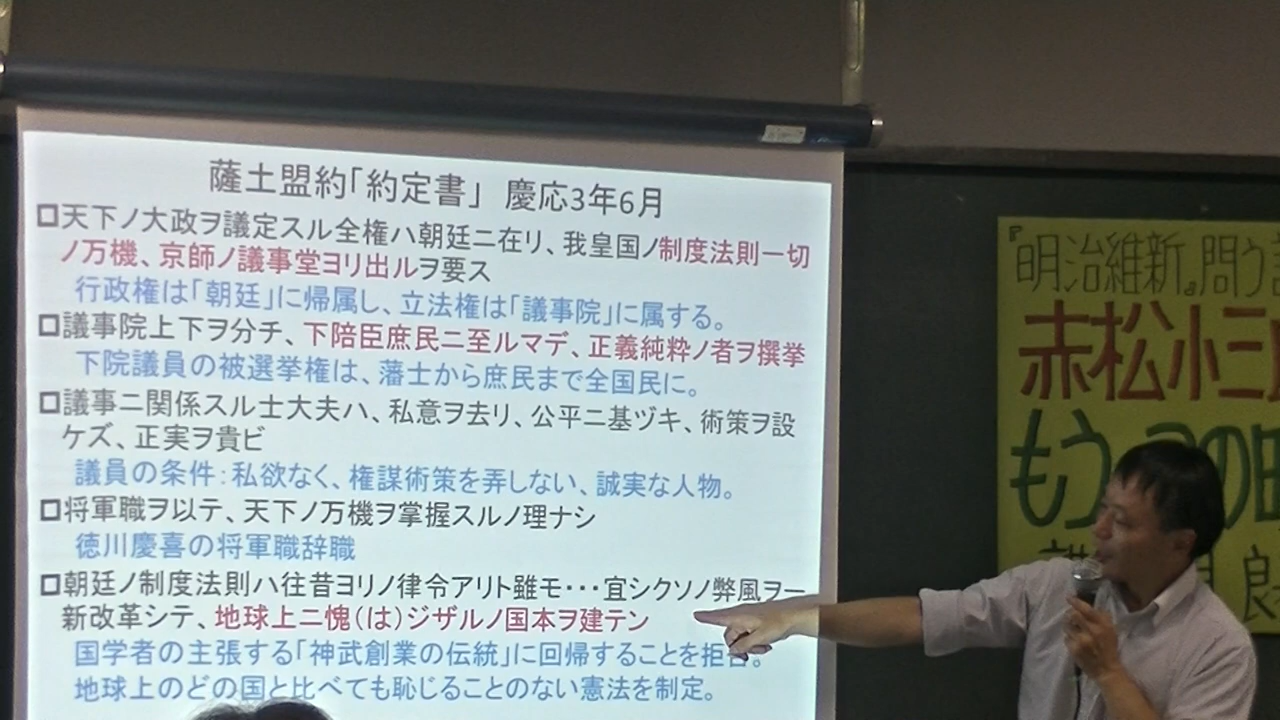 薩土盟約「約定書」 慶応3年6月
□天下ノ大政ヲ議定スル全権ハ朝廷ニ在リ、我皇国ノ制度法則一切
ノ万機、京師ノ議事堂ヨリ出ルヲ要ス
行政権は「朝廷」に帰属し、立法権は「議事院」に属する。
□議事院上下ヲ分チ、下陪臣庶民ニ至ルマデ、正義純粋ノ者ヲ撰挙
下院議員の被選挙権は、藩士から庶民まで全国民に。
□議事ニ関係スル士大夫ハ、私意ヲ去リ、公平ニ基ヅキ、術策ヲ設
ケズ、正実ヲ貴ビ
議員の条件：私欲なく、権謀術策を弄しない、誠実な人物。
□将軍職ヲ以テ、天下ノ万機ヲ掌握スルノ理ナシ
徳川慶喜の将軍職辞職
□朝廷ノ制度法則ハ往昔ヨリノ律令アリト雖モ・・・宜シクソノ弊風ヲ一
新改革シテ、地球上ニ愧（は）ジザルノ国本ヲ建テン
国学者の主張する「神武創業の伝統」に回帰することを拒否。
地球上のどの国と比べても恥じることのない憲法を制定。
『明治維新』問う
赤松小三
もう
の
良